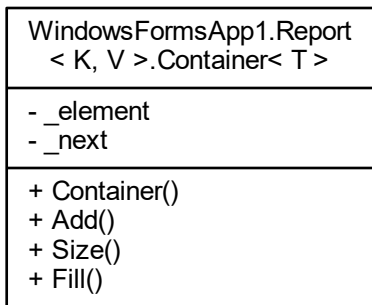 WindowsFormsApp1.Report
< K, V >.Container< T >
- _element
- _next
+ Container()
+ Add()
+ Size()
+ Fill()